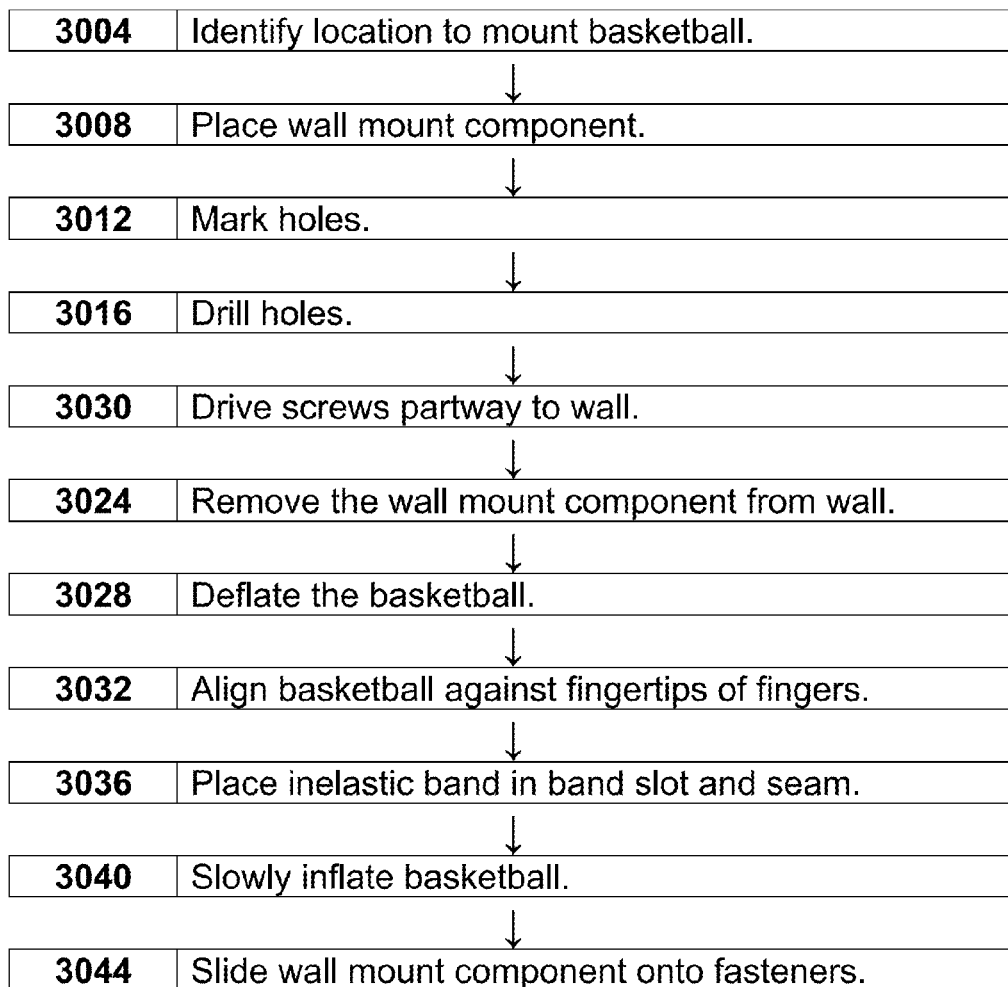 3004 Identify location to mount basketball.
3008 Place wall mount component.
3012 Mark holes.
3016 Drill holes.
3030 Drive screws partway to wall.
3024 Remove the wall mount component from wall.
3028 Deflate the basketball.
3032 Align basketball against fingertips of fingers.
3036 Place inelastic band in band slot and seam.
3040 Slowly inflate basketball.
3044 Slide wall mount component onto fasteners.